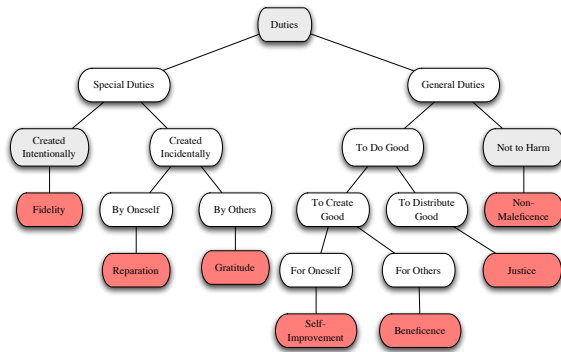 Duties
Special Duties
General Duties
Created
Intentionally
Created
Incidentally
To Do Good
Not to Harm
Fidelity
By Oneself
By Others
To Create
Good
To Distribute
Good
Non-
Maleficence
Reparation
Gratitude
For Oneself
For Others
Justice
Self-
Improvement
Beneficence